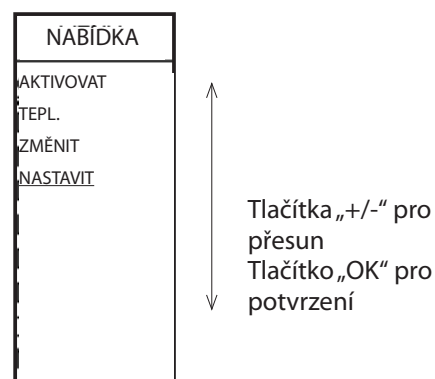 NABÍDKA
AKTIVOVAT
TEPL.
ZMĚNIT
NASTAVIT
Tlačítka „+/-“ pro
přesun
Tlačítko „OK“ pro
potvrzení